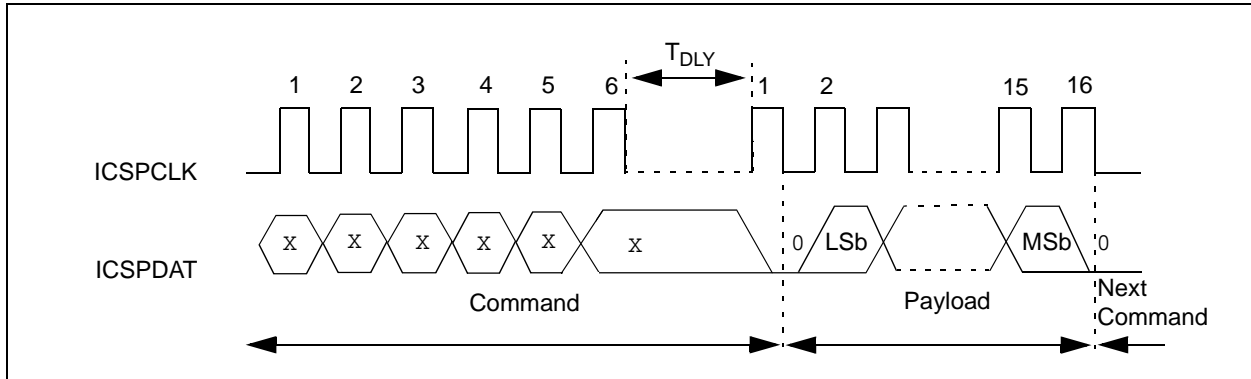 T_DLY
1 2 3 4 5 6 1 2 15 16
ICSPCLK
X X X X X X 0 LSb MSb 0
ICSPDAT
Command Payload Next Command